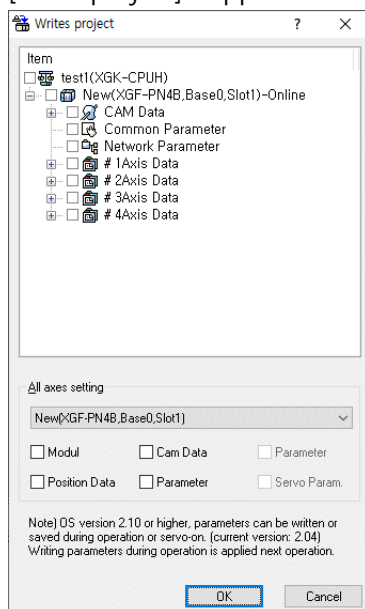 Writes project
?
Item
test1(XGK-CPUH)
New(XGF-PN4B,Base0,Slot1)-Online
CAM Data
Common Parameter
Network Parameter
# 1Axis Data
# 2Axis Data
# 3Axis Data
# 4Axis Data
All axes setting
New(XGF-PN4B,Base0,Slot1)
Modul Cam Data Parameter
Position Data Parameter Servo Param.
Note) OS version 2.10 or higher, parameters can be written or
saved during operation or servo-on. (current version: 2.04)
Writing parameters during operation is applied next operation.
OK Cancel